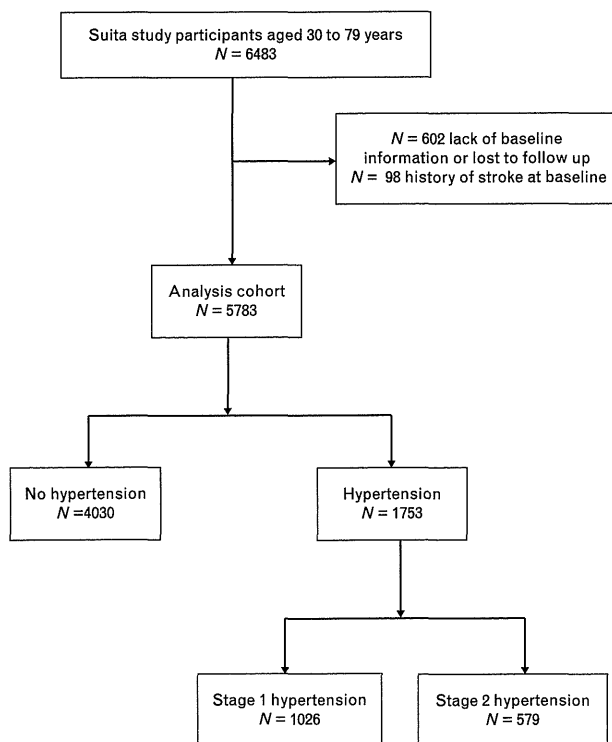 Suita study participants aged 30 to 79 years
N = 6483
N = 602 lack of baseline
information or lost to follow up
N = 98 history of stroke at baseline
Analysis cohort
N = 5783
No hypertension
N =4030
Hypertension
N = 1753
Stage 1 hypertension
N = 1026
Stage 2 hypertension
N = 579